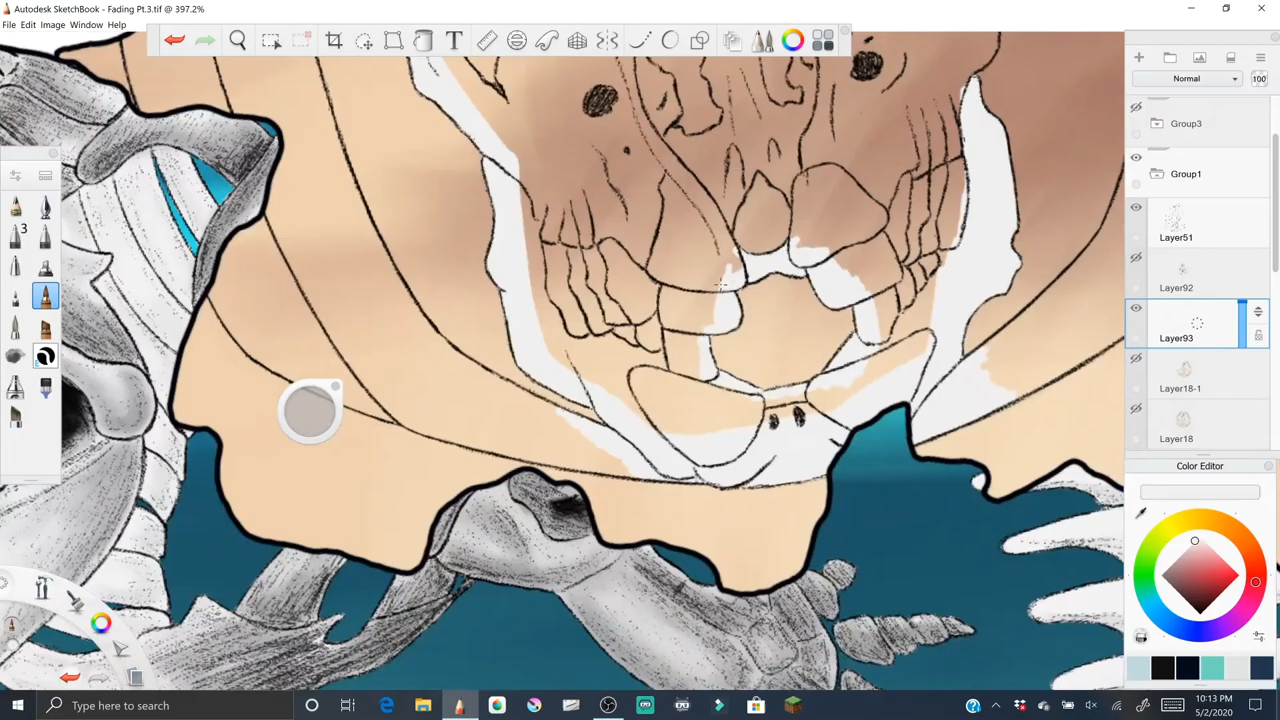 Autodesk SketchBook - Fading Pt.3.tif @ 397.2%
File Edit Image Window Help
T
Normal
100
Group3
Group1
3
Layer51
Layer92
Layer93
Layer18-1
Layer18
Color Editor
Type here to search
10:13 PM
5/2/2020